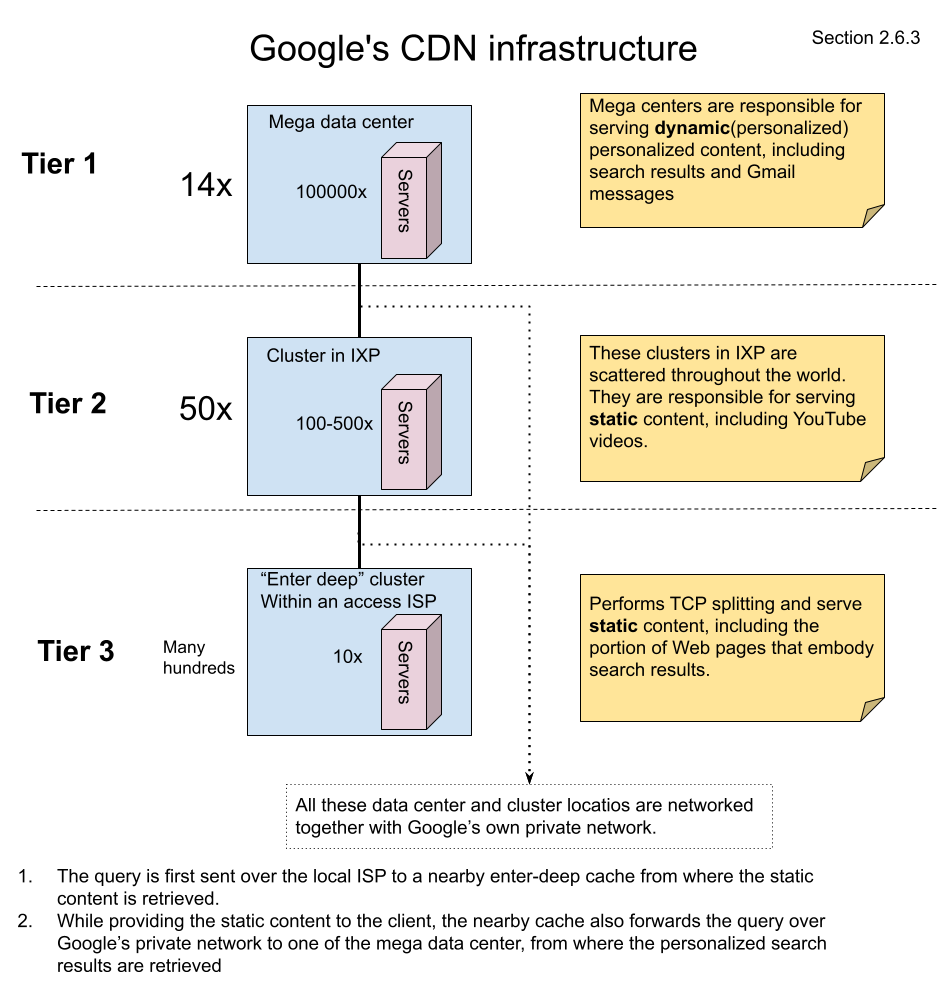 Google's CDN infrastructure
Section 2.6.3
Tier 1
14x
Mega data center
100000x
Servers
Mega centers are responsible for
serving dynamic(personalized)
personalized content, including
search results and Gmail
messages
Tier 2
50x
Cluster in IXP
100-500x
Servers
These clusters in IXP are
scattered throughout the world.
They are responsible for serving
static content, including YouTube
videos.
Tier 3
Many
hundreds
“Enter deep” cluster
Within an access ISP
10x
Servers
Performs TCP splitting and serve
static content, including the
portion of Web pages that embody
search results.
All these data center and cluster locatios are networked
together with Google’s own private network.
1. The query is first sent over the local ISP to a nearby enter-deep cache from where the static
content is retrieved.
2. While providing the static content to the client, the nearby cache also forwards the query over
Google’s private network to one of the mega data center, from where the personalized search
results are retrieved